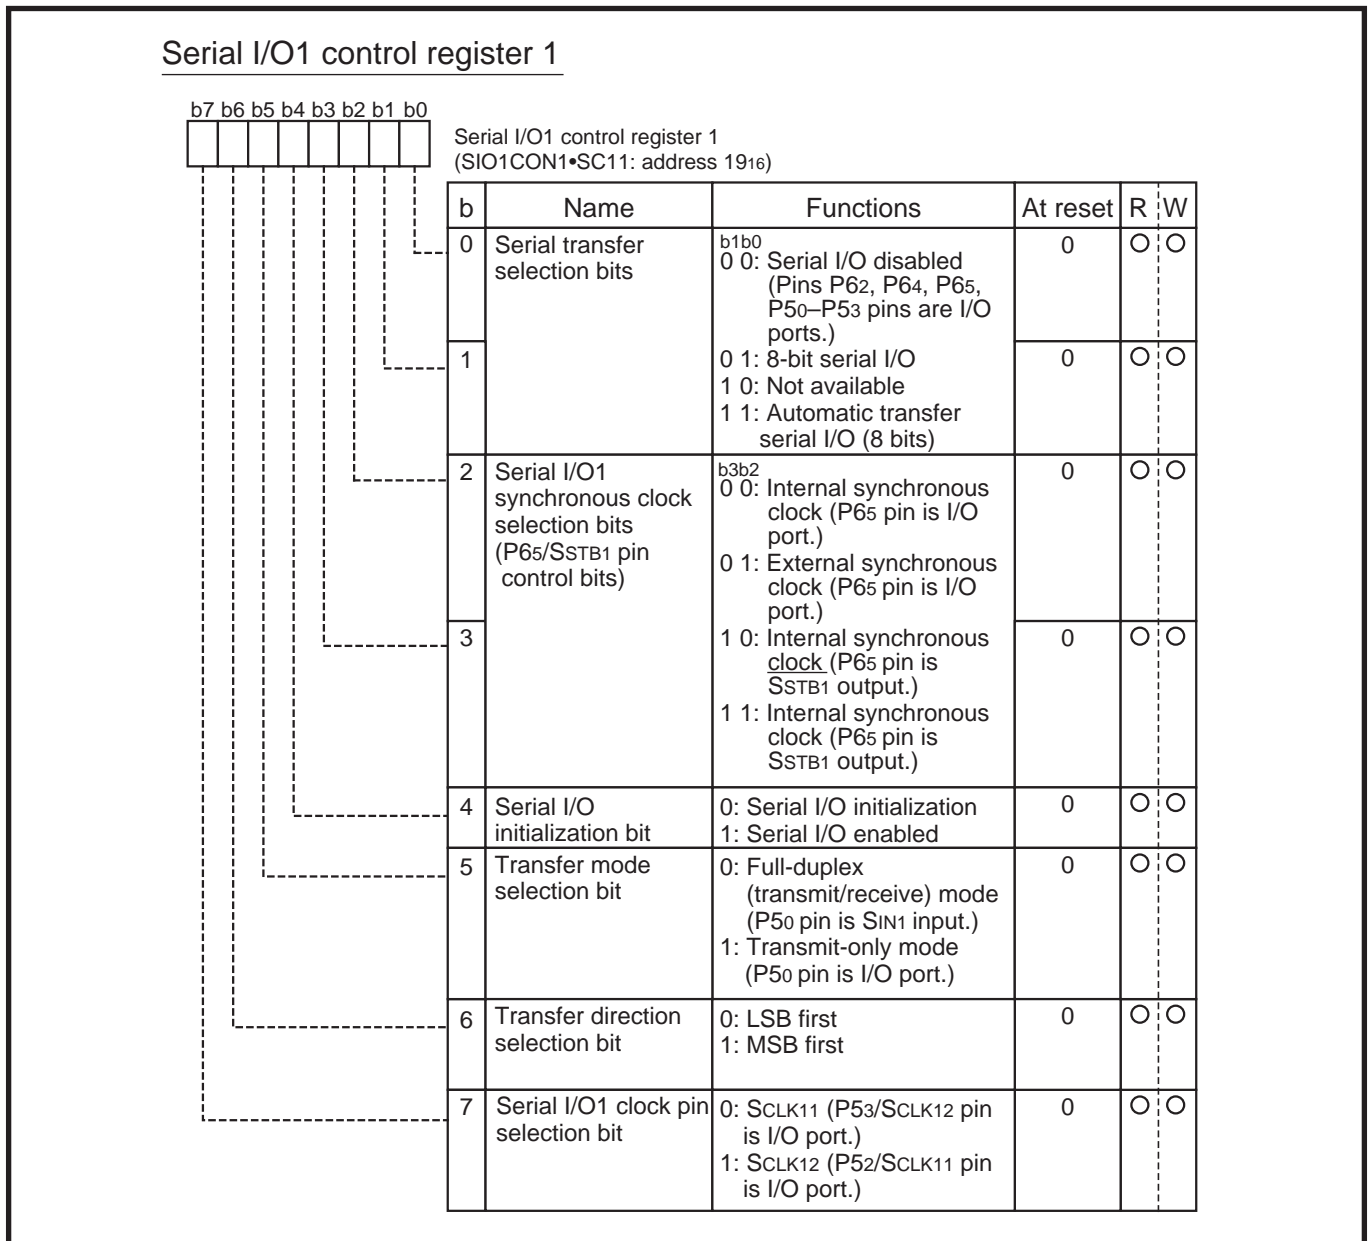 Serial I/O1 control register 1
b7 b6 b5 b4 b3 b2 b1 b0
Serial I/O1 control register 1
(SIO1CON1•SC11: address 1916)
b Name Functions At reset R W
0 Serial transfer selection bits
b1b0
0 0: Serial I/O disabled
(Pins P62, P64, P65,
P50–P53 pins are I/O
ports.)
0
1
0 1: 8-bit serial I/O
1 0: Not available
1 1: Automatic transfer
serial I/O (8 bits)
0
2 Serial I/O1
synchronous clock
selection bits
(P65/SSTB1 pin
control bits)
b3b2
0 0: Internal synchronous
clock (P65 pin is I/O
port.)
0 1: External synchronous
clock (P65 pin is I/O
port.)
0
3
1 0: Internal synchronous
clock (P65 pin is
SSTB1 output.)
1 1: Internal synchronous
clock (P65 pin is
SSTB1 output.)
0
4 Serial I/O
initialization bit
0: Serial I/O initialization
1: Serial I/O enabled
0
5 Transfer mode
selection bit
0: Full-duplex
(transmit/receive) mode
(P50 pin is SIN1 input.)
1: Transmit-only mode
(P50 pin is I/O port.)
0
6 Transfer direction
selection bit
0: LSB first
1: MSB first
0
7 Serial I/O1 clock pin
selection bit
0: SCLK11 (P53/SCLK12 pin
is I/O port.)
1: SCLK12 (P52/SCLK11 pin
is I/O port.)
0